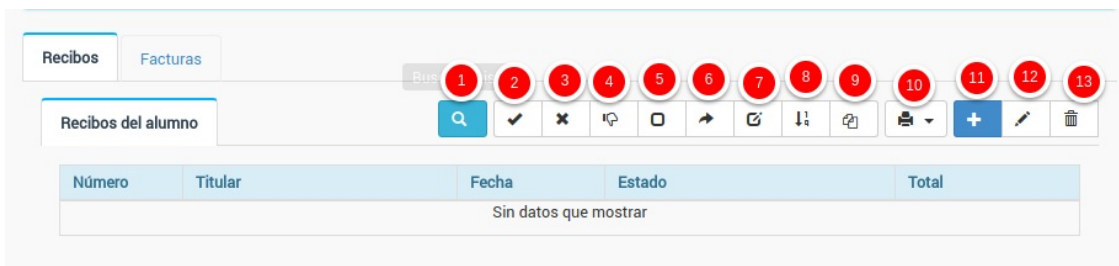 Recibos Facturas
1 2 3 4 5 6 7 8 9 10 11 12 13
Recibos del alumno
Número Titular Fecha Estado Total
Sin datos que mostrar